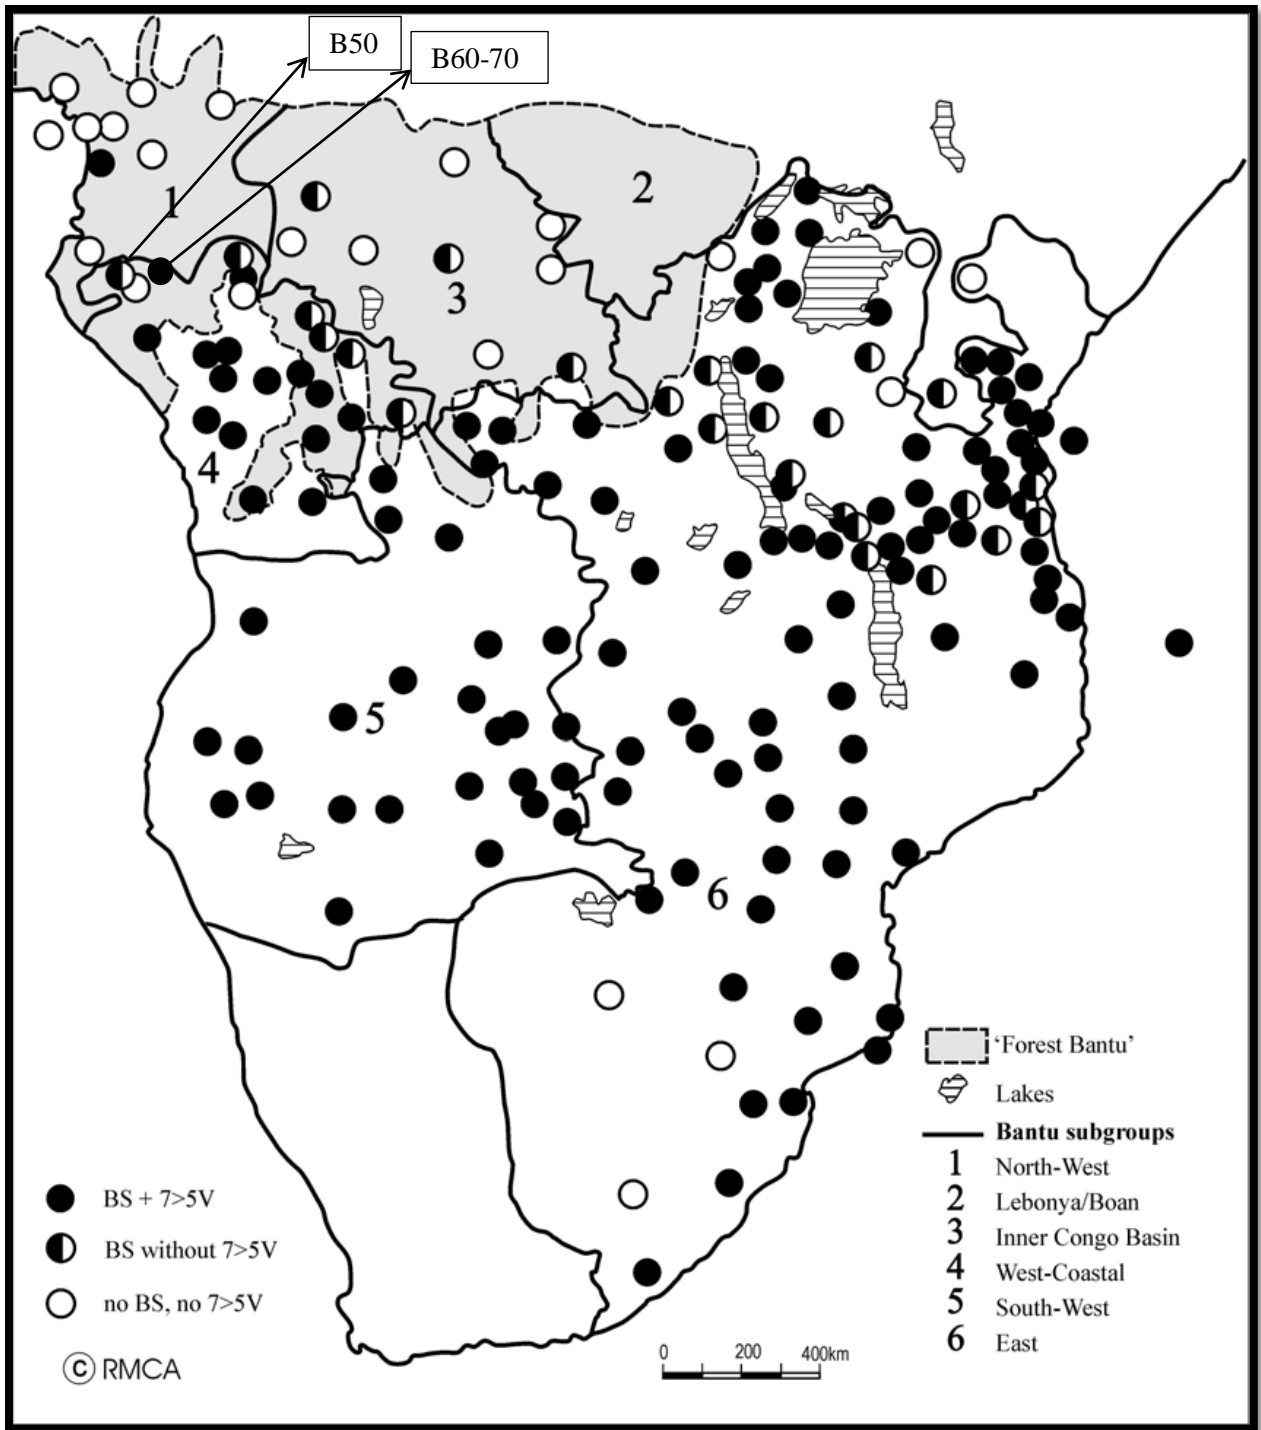 B50
B60-70
1
2
3
4
5
6
'Forest Bantu'
Lakes
Bantu subgroups
1 North-West
2 Lebonya/Boan
3 Inner Congo Basin
4 West-Coastal
5 South-West
6 East
BS + 7>5V
BS without 7>5V
no BS, no 7>5V
© RMCA
0 200 400km